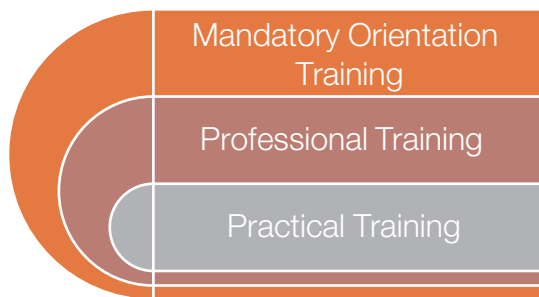 Mandatory Orientation
Training
Professional Training
Practical Training